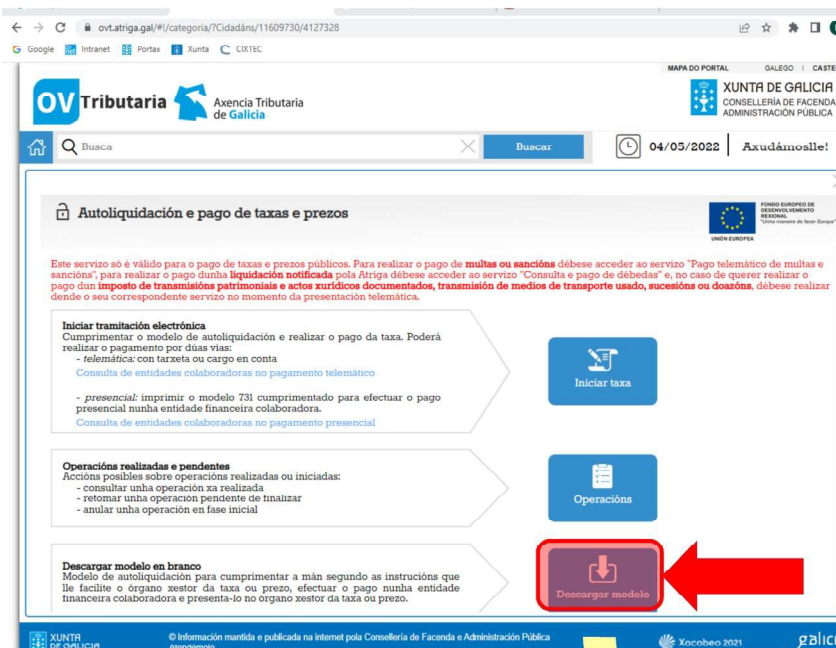 ovt.atriga.gal/#!/categoria/?Cidadáns/11609730/4127328
Google Intranet Portax Xunta CIXTEC
MAPA DO PORTAL GALEGO | CASTE
OV Tributaria
Axencia Tributaria
de Galicia
XUNTA DE GALICIA
CONSELLERÍA DE FACENDA
ADMINISTRACIÓN PÚBLICA
Busca
Buscar
04/05/2022
Axudámoslle!
Autoliquidación e pago de taxas e prezos
UNIÓN EUROPEA
FONDO EUROPEO DE
DESENVOLVEMENTO
REXIONAL
"Unha maneira de facer Europa"
Este servizo só é válido para o pago de taxas e prezos públicos. Para realizar o pago de multas ou sancións débese acceder ao servizo "Pago telemático de multas e
sancións", para realizar o pago dunha liquidación notificada pola Atriga débese acceder ao servizo "Consulta e pago de débedas" e, no caso de querer realizar o
pago dun imposto de transmisións patrimoniais e actos xurídicos documentados, transmisión de medios de transporte usado, sucesións ou doazóns, débese realizar
dende o seu correspondente servizo no momento da presentación telemática.
Iniciar tramitación electrónica
Cumprimentar o modelo de autoliquidación e realizar o pago da taxa. Poderá
realizar o pagamento por dúas vías:
- telemática: con tarxeta ou cargo en conta
Consulta de entidades colaboradoras no pagamento telemático
- presencial: imprimir o modelo 731 cumprimentado para efectuar o pago
presencial nunha entidade financeira colaboradora.
Consulta de entidades colaboradoras no pagamento presencial
Iniciar taxa
Operacións realizadas e pendentes
Accións posibles sobre operacións realizadas ou iniciadas:
- consultar unha operación xa realizada
- retomar unha operación pendente de finalizar
- anular unha operación en fase inicial
Operacións
Descargar modelo en branco
Modelo de autoliquidación para cumprimentar a mán segundo as instrucións que
lle facilite o órgano xestor da taxa ou prezo, efectuar o pago nunha entidade
financeira colaboradora e presenta-lo no órgano xestor da taxa ou prezo.
Descargar modelo
XUNTA
DE GALICIA
© Información mantida e publicada na internet pola Consellería de Facenda e Administración Pública
Atendémolo
Xacobeo 2021
galici